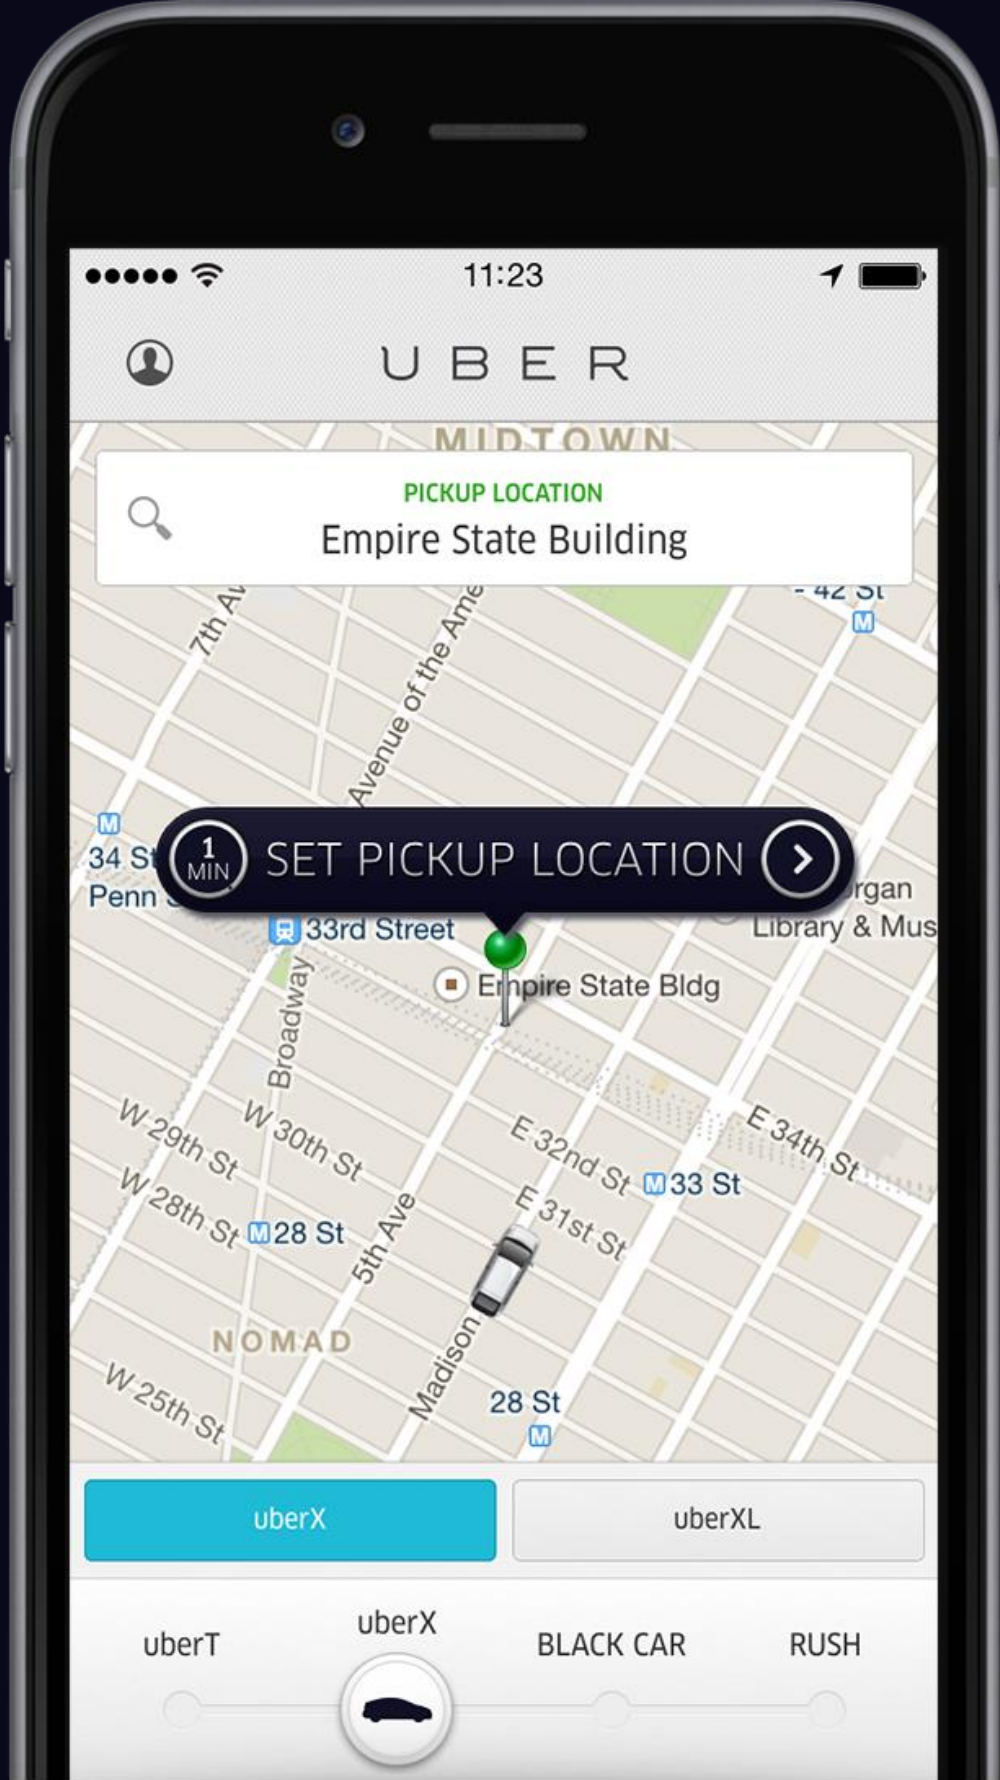 11:23
UBER
MIDTOWN
PICKUP LOCATION
Empire State Building
- 42 St
M
7th Av
Avenue of the Ame
M
34 St
Penn S
1
MIN
SET PICKUP LOCATION
rgan
Library & Mus
33rd Street
Empire State Bldg
Broadway
W 29th St
W 30th St
E 32nd St
E 34th St
W 28th St
M 28 St
M 33 St
E 31st St
5th Ave
NOMAD
Madison
W 25th St
28 St
M
uberX
uberXL
uberT
uberX
BLACK CAR
RUSH